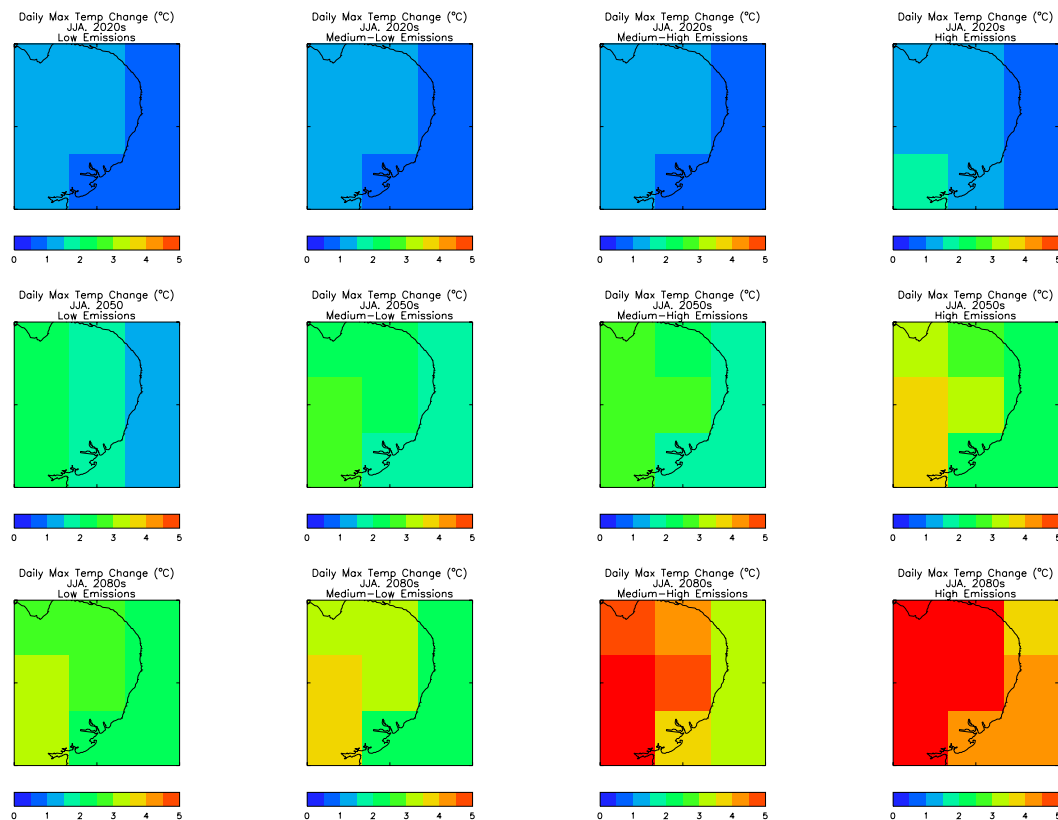 Daily Max Temp Change (°C)
JJA. 2020s
Low Emissions
0 1 2 3 4 5
Daily Max Temp Change (°C)
JJA. 2020s
Medium-Low Emissions
0 1 2 3 4 5
Daily Max Temp Change (°C)
JJA. 2020s
Medium-High Emissions
0 1 2 3 4 5
Daily Max Temp Change (°C)
JJA. 2020s
High Emissions
0 1 2 3 4 5
Daily Max Temp Change (°C)
JJA. 2050
Low Emissions
0 1 2 3 4 5
Daily Max Temp Change (°C)
JJA. 2050s
Medium-Low Emissions
0 1 2 3 4 5
Daily Max Temp Change (°C)
JJA. 2050s
Medium-High Emissions
0 1 2 3 4 5
Daily Max Temp Change (°C)
JJA. 2050s
High Emissions
0 1 2 3 4 5
Daily Max Temp Change (°C)
JJA. 2080s
Low Emissions
0 1 2 3 4 5
Daily Max Temp Change (°C)
JJA. 2080s
Medium-Low Emissions
0 1 2 3 4 5
Daily Max Temp Change (°C)
JJA. 2080s
Medium-High Emissions
0 1 2 3 4 5
Daily Max Temp Change (°C)
JJA. 2080s
High Emissions
0 1 2 3 4 5